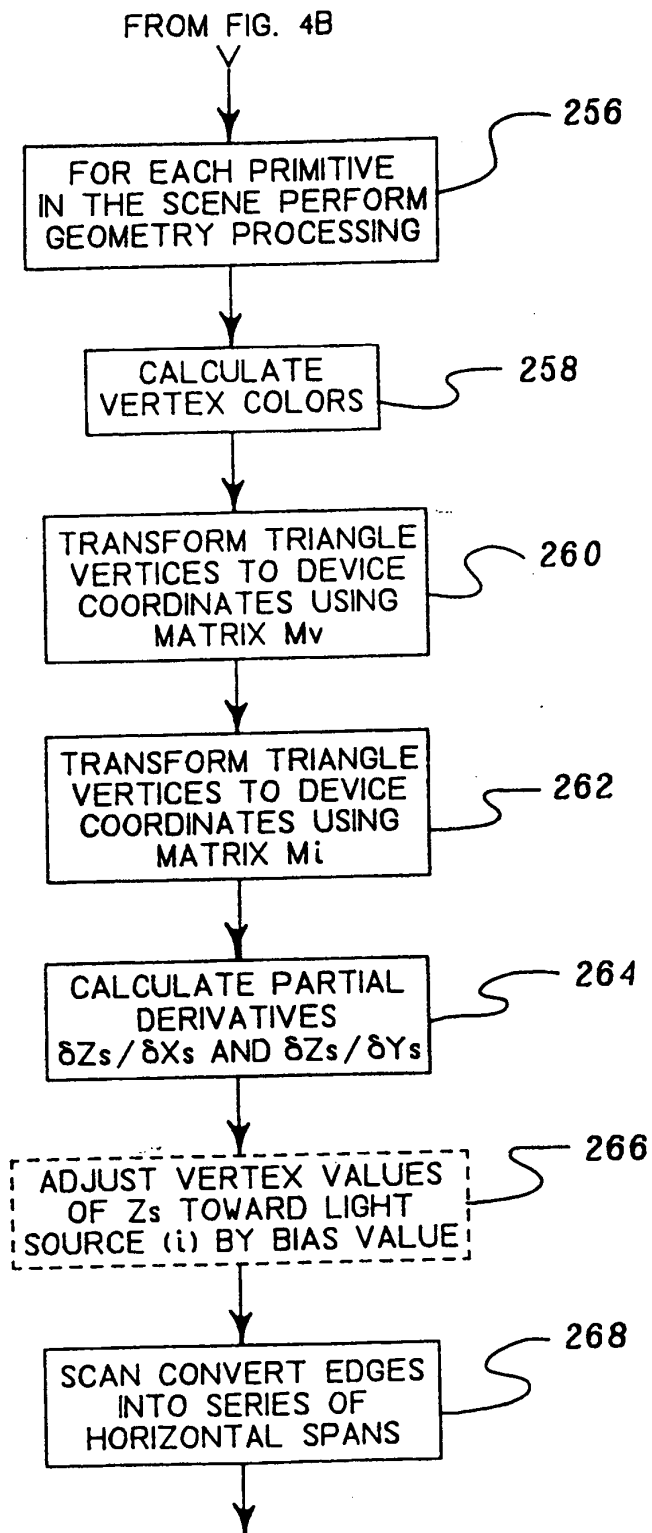 FROM FIG. 4B
256
FOR EACH PRIMITIVE
IN THE SCENE PERFORM
GEOMETRY PROCESSING
258
CALCULATE
VERTEX COLORS
260
TRANSFORM TRIANGLE
VERTICES TO DEVICE
COORDINATES USING
MATRIX Mv
262
TRANSFORM TRIANGLE
VERTICES TO DEVICE
COORDINATES USING
MATRIX Mi
264
CALCULATE PARTIAL
DERIVATIVES
δZs/δXs AND δZs/δYs
266
ADJUST VERTEX VALUES
OF Zs TOWARD LIGHT
SOURCE (i) BY BIAS VALUE
268
SCAN CONVERT EDGES
INTO SERIES OF
HORIZONTAL SPANS